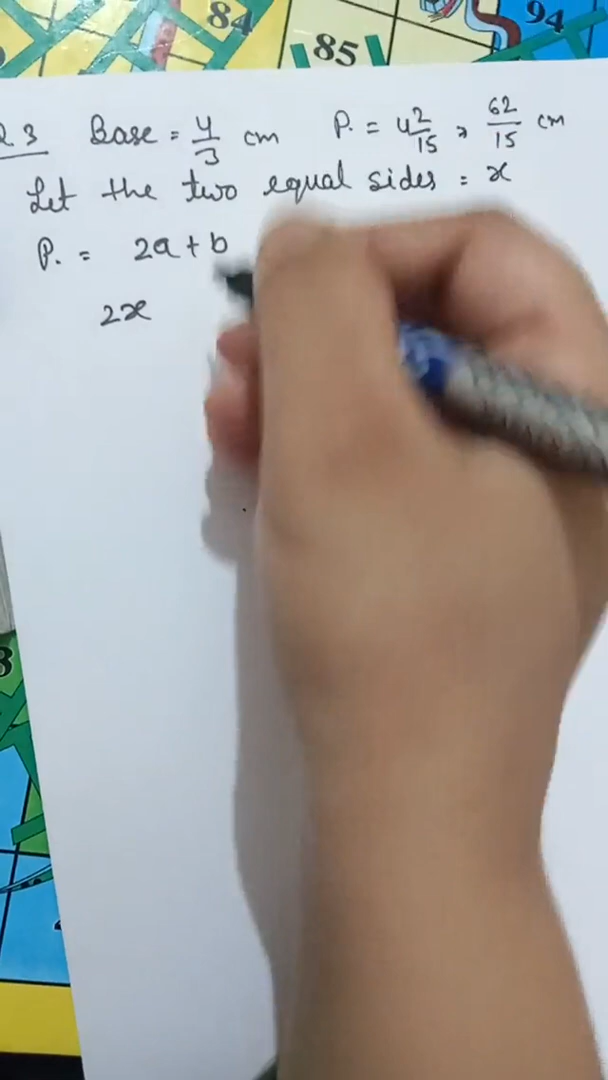 84
85
94
Q3 Base = 4/3 cm P. = 4 2/15 = 62/15 cm
Let the two equal sides = x
P. = 2a + b
2x